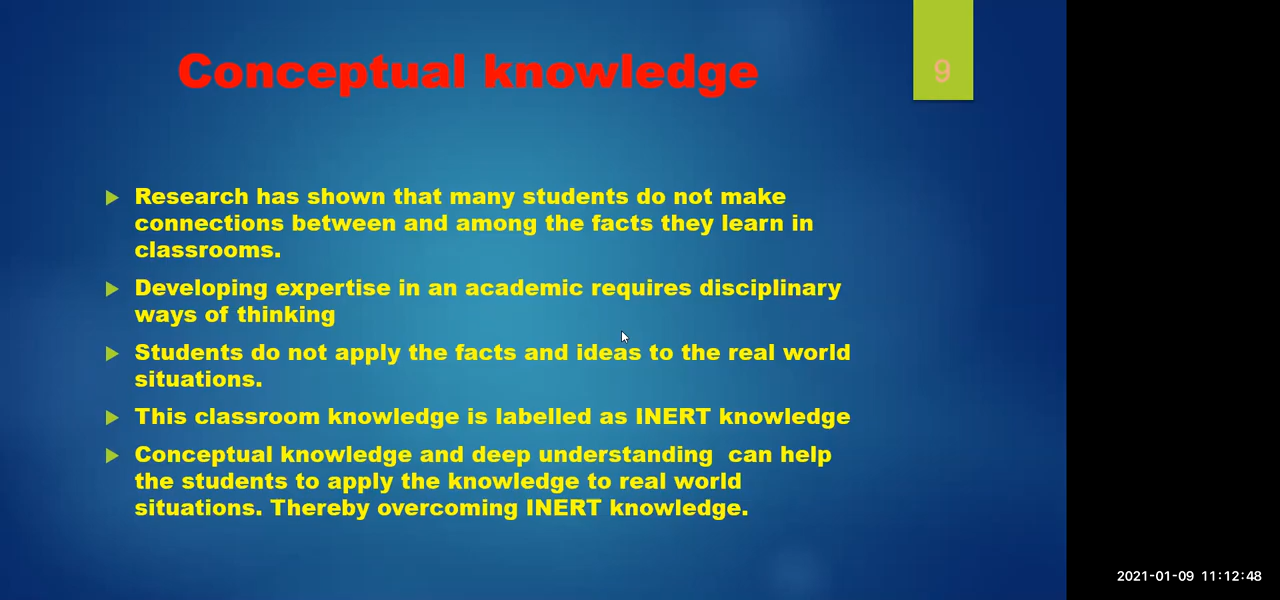 Conceptual knowledge
9
Research has shown that many students do not make
connections between and among the facts they learn in
classrooms.
Developing expertise in an academic requires disciplinary
ways of thinking
Students do not apply the facts and ideas to the real world
situations.
This classroom knowledge is labelled as INERT knowledge
Conceptual knowledge and deep understanding  can help
the students to apply the knowledge to real world
situations. Thereby overcoming INERT knowledge.
2021-01-09 11:12:48